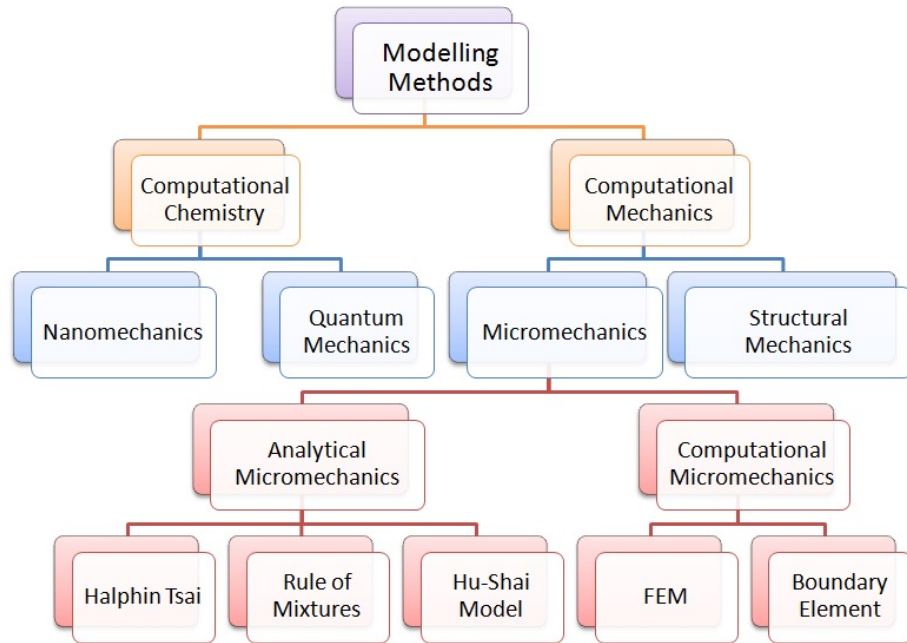 Modelling
Methods
Computational
Chemistry
Computational
Mechanics
Nanomechanics
Quantum
Mechanics
Micromechanics
Structural
Mechanics
Analytical
Micromechanics
Computational
Micromechanics
Halphin Tsai
Rule of
Mixtures
Hu-Shai
Model
FEM
Boundary
Element